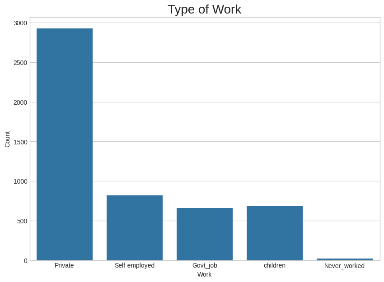 Type of Work
3000
2500
2000
1500
1000
500
0
Count
Private Self employed Govt_job children Never_worked
Work